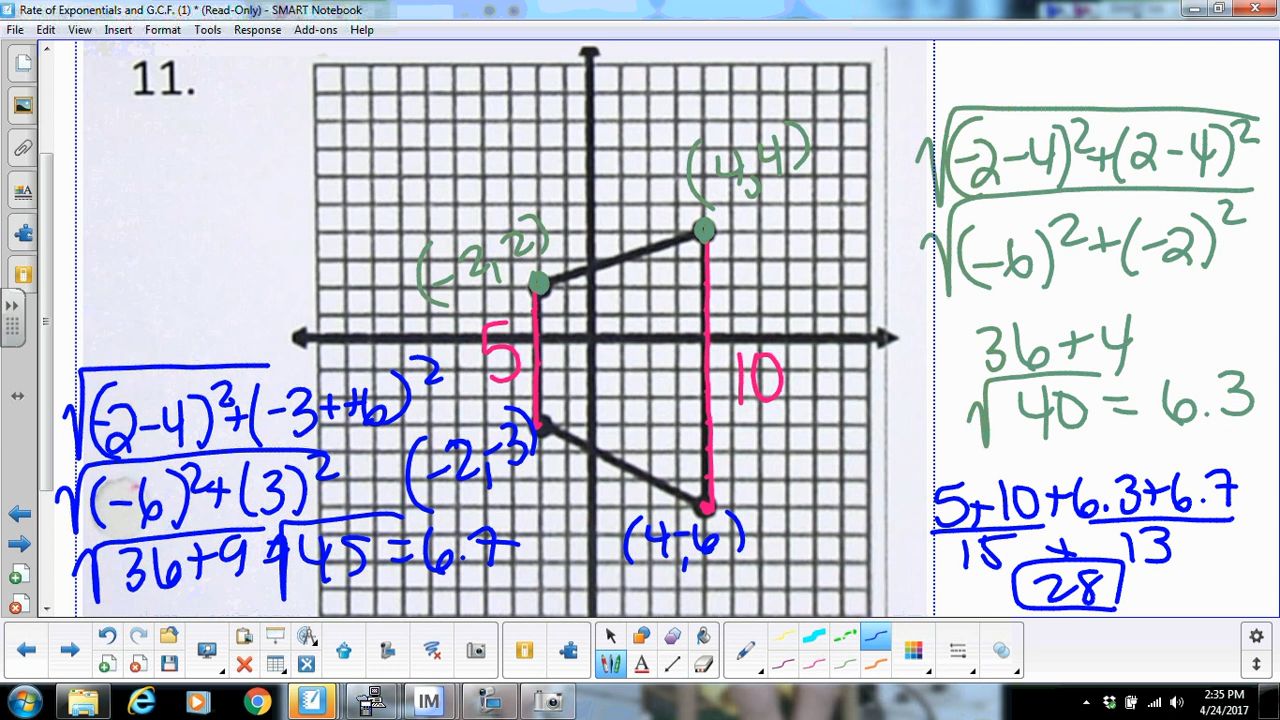 Rate of Exponentials and G.C.F. (1) * (Read-Only) - SMART Notebook
File Edit View Insert Format Tools Response Add-ons Help
11.
(4,4)
(-2,2)
5
10
(-2,-3)
(4,-6)
√(-2-4)²+(2-4)²
√(-6)²+(-2)²
36+4
√40 = 6.3
√(-2-4)²+(-3++6)²
√(-6)²+(3)²
√36+9 = √45 = 6.7
5+10+6.3+6.7
15 + 13
28
IM
2:35 PM
4/24/2017